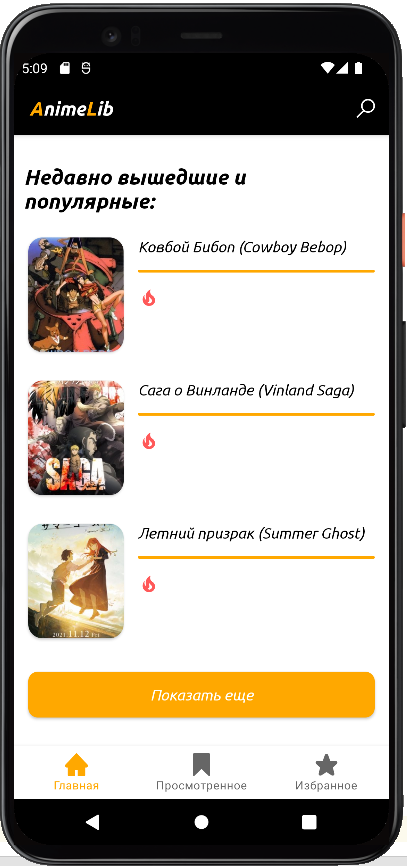 5:09
AnimeLib
Недавно вышедшие и
популярные:
Ковбой Бибоп (Cowboy Bebop)
Сага о Винланде (Vinland Saga)
SAGA
Летний призрак (Summer Ghost)
2021.11.12
Показать еще
Главная
Просмотренное
Избранное